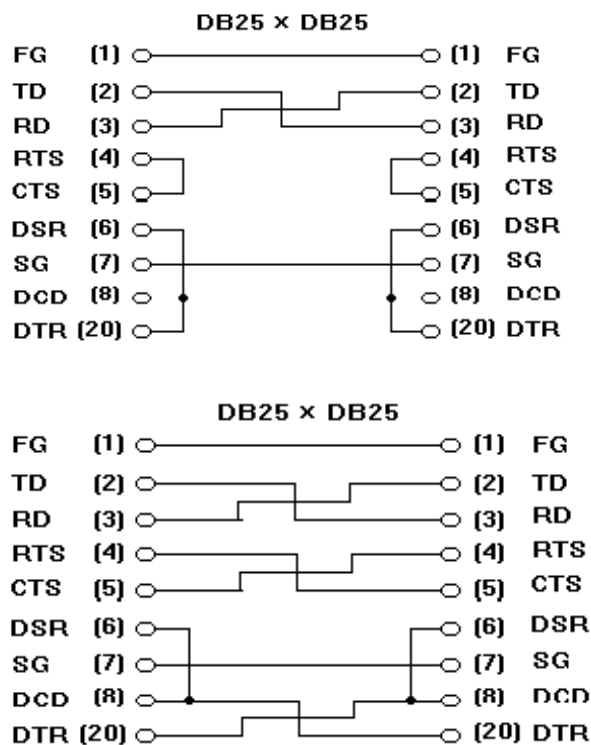 DB25 × DB25
FG (1) (1) FG
TD (2) (2) TD
RD (3) (3) RD
RTS (4) (4) RTS
CTS (5) (5) CTS
DSR (6) (6) DSR
SG (7) (7) SG
DCD (8) (8) DCD
DTR (20) (20) DTR
DB25 × DB25
FG (1) (1) FG
TD (2) (2) TD
RD (3) (3) RD
RTS (4) (4) RTS
CTS (5) (5) CTS
DSR (6) (6) DSR
SG (7) (7) SG
DCD (8) (8) DCD
DTR (20) (20) DTR